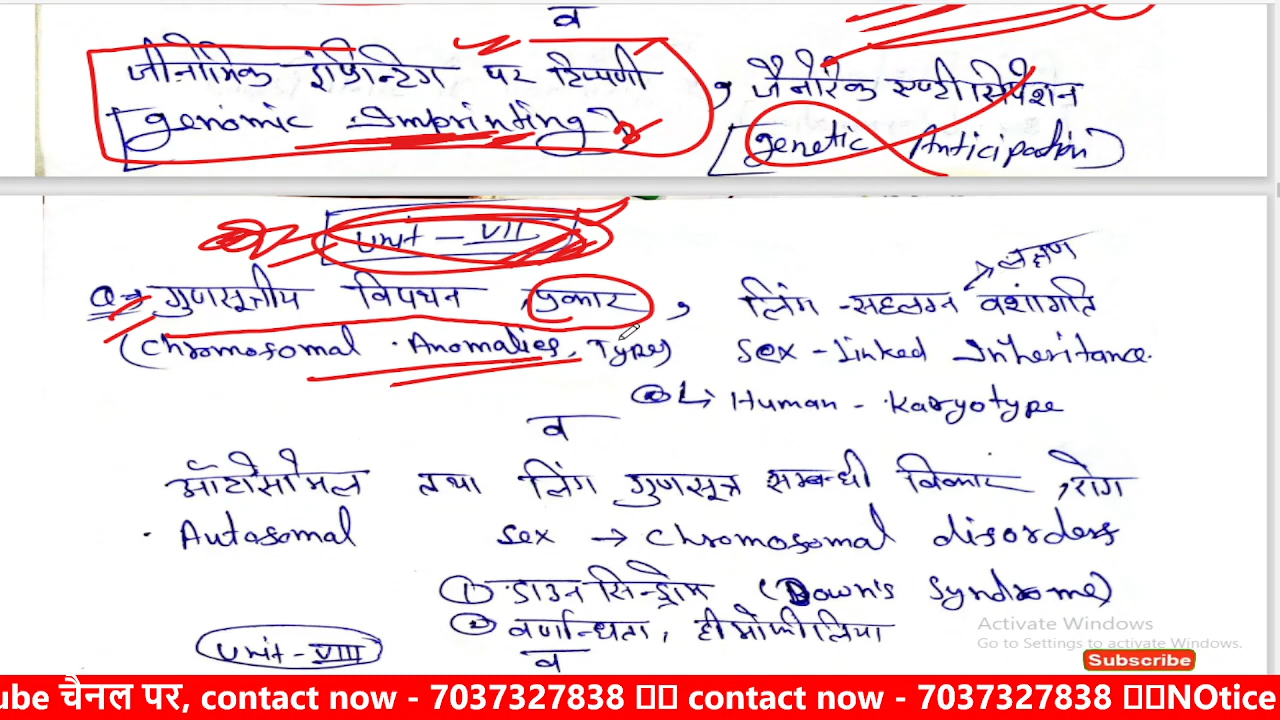 व
जीनोमिक इंप्रिन्टिंग पर टिप्पणी , जेनेटिक एण्टीसिपेशन
[genomic Imprinting] [genetic Anticipation]
Unit - VII
Q → गुणसूत्रीय विपथन प्रकार , लिंग - सहलग्न वंशागति → लक्षण
(Chromosomal Anomalies, Types) Sex - Linked Inheritance.
↳ Human - Karyotype
व
ऑटोसोमल तथा लिंग गुणसूत्र सम्बन्धी विकार , रोग
Autosomal Sex → Chromosomal disorders
① डाउन सिन्ड्रोम (Down's Syndrome)
② वर्णान्धता, हीमोफीलिया
Unit - VIII व
Activate Windows
Go to Settings to activate Windows.
Subscribe
ube चैनल पर, contact now - 7037327838 contact now - 7037327838 NOtice